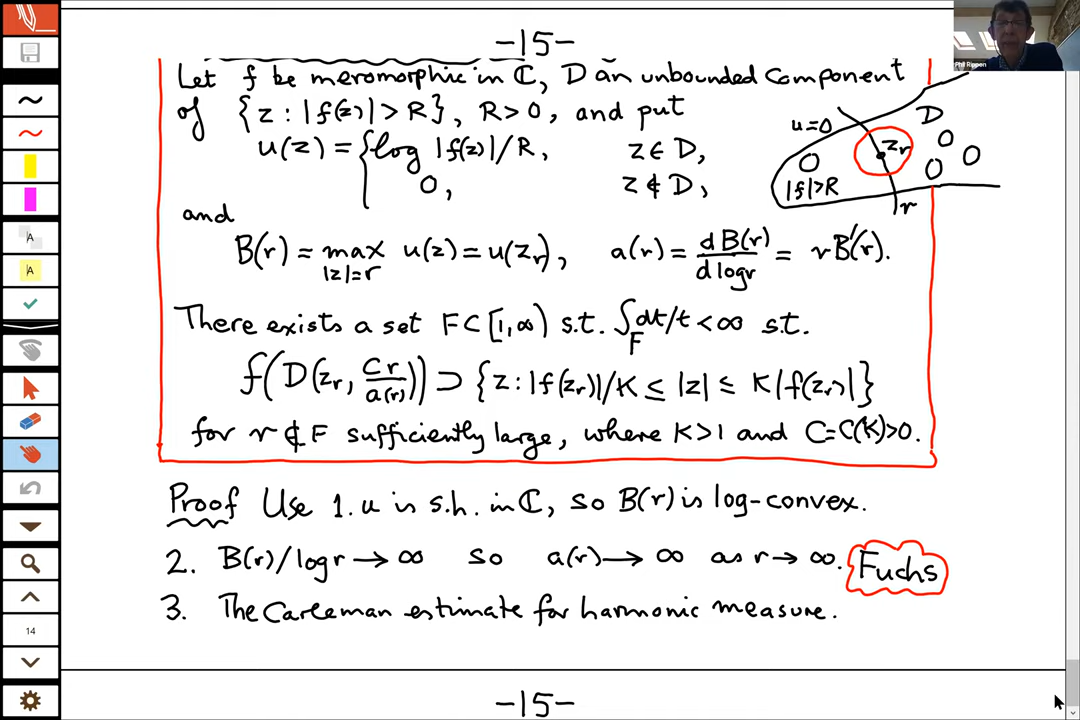 -15-
Phil Rippon
Let f be meromorphic in ℂ, D an unbounded component
of {z : |f(z)| > R}, R > 0, and put
u(z) = { log |f(z)|/R, z ∈ D,
0, z ∉ D,
u=0
D
z_r
|f|>R
r
and
B(r) = max_{|z|=r} u(z) = u(z_r), a(r) = dB(r)/d log r = r B'(r).
There exists a set F ⊂ [1, ∞) s.t. ∫_F dt/t < ∞ s.t.
f(D(z_r, Cr/a(r))) ⊃ {z : |f(z_r)|/K ≤ |z| ≤ K|f(z_r)|}
for r ∉ F sufficiently large, where K>1 and C=C(K)>0.
Proof Use 1. u is s.h. in ℂ, so B(r) is log-convex.
2. B(r)/log r → ∞ so a(r) → ∞ as r → ∞. Fuchs
3. The Carleman estimate for harmonic measure.
A
A
14
-15-